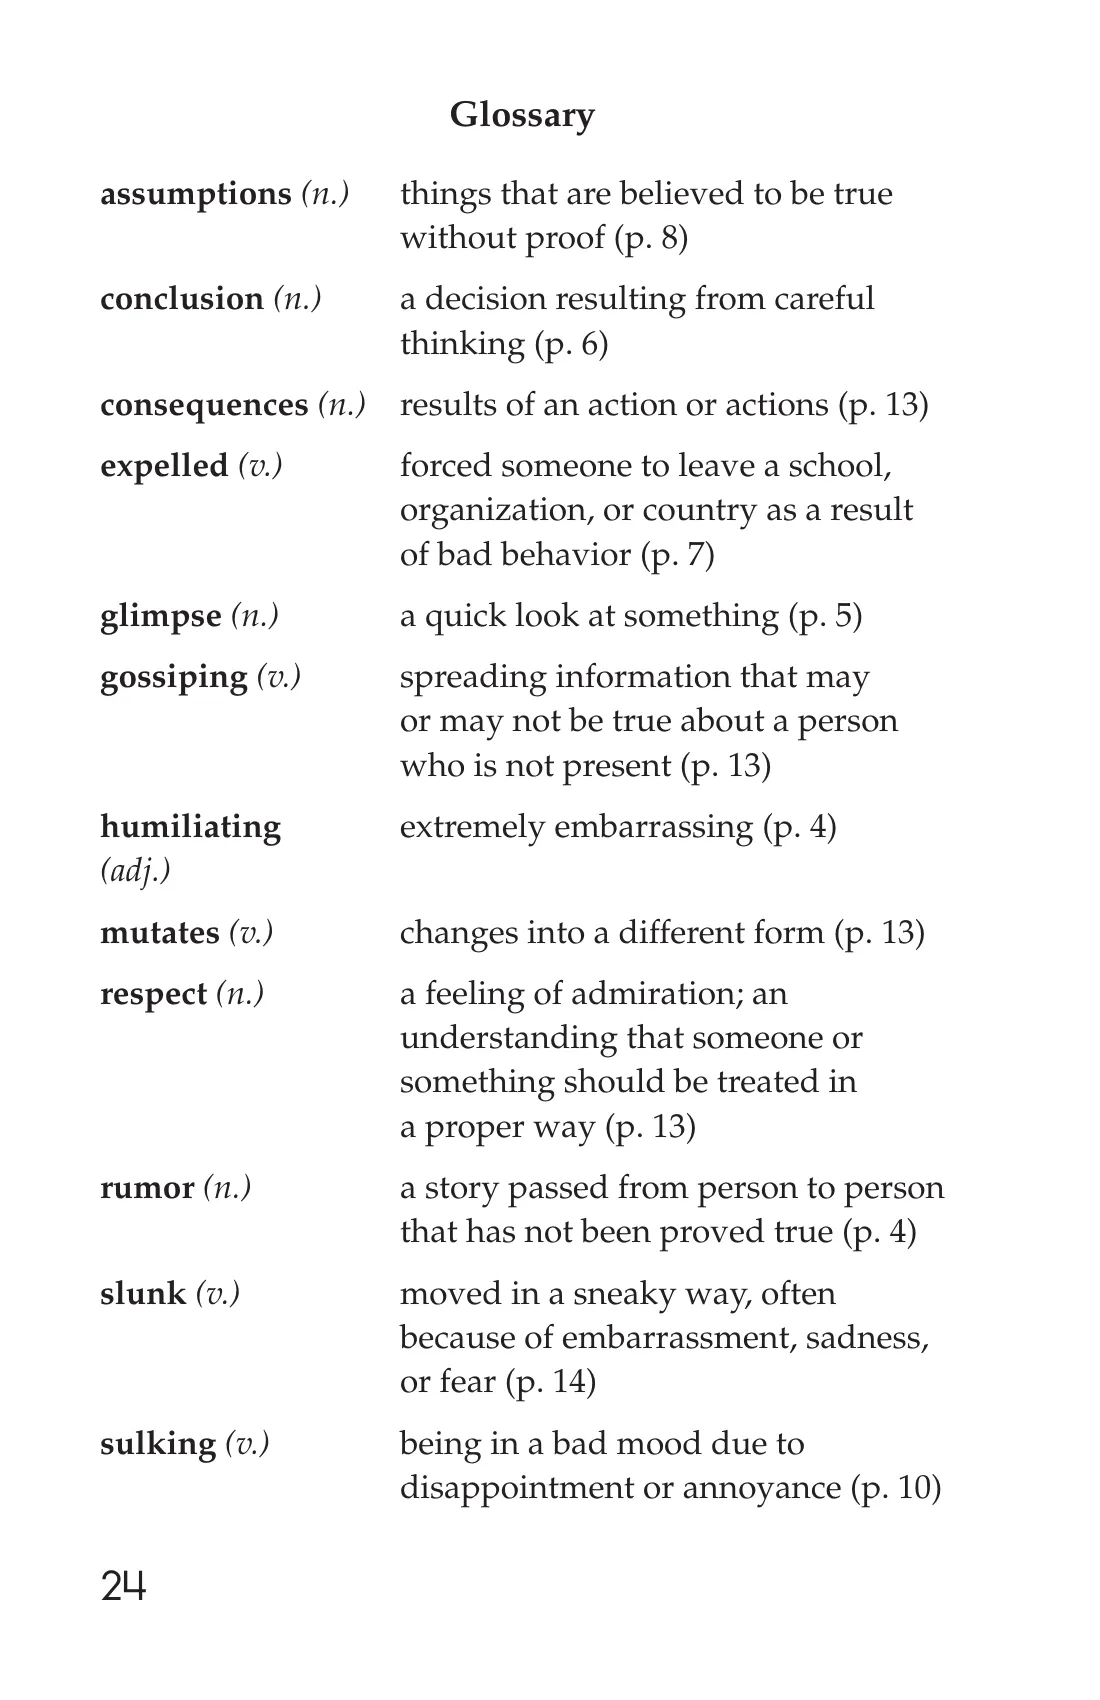 Glossary
assumptions (n.) things that are believed to be true
without proof (p. 8)
conclusion (n.) a decision resulting from careful
thinking (p. 6)
consequences (n.) results of an action or actions (p. 13)
expelled (v.) forced someone to leave a school,
organization, or country as a result
of bad behavior (p. 7)
glimpse (n.) a quick look at something (p. 5)
gossiping (v.) spreading information that may
or may not be true about a person
who is not present (p. 13)
humiliating extremely embarrassing (p. 4)
(adj.)
mutates (v.) changes into a different form (p. 13)
respect (n.) a feeling of admiration; an
understanding that someone or
something should be treated in
a proper way (p. 13)
rumor (n.) a story passed from person to person
that has not been proved true (p. 4)
slunk (v.) moved in a sneaky way, often
because of embarrassment, sadness,
or fear (p. 14)
sulking (v.) being in a bad mood due to
disappointment or annoyance (p. 10)
24